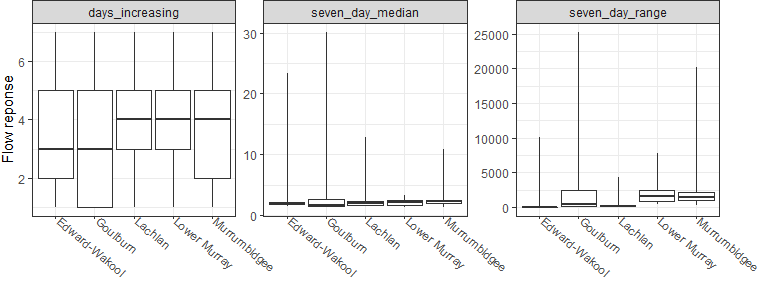 days_increasing
seven_day_median
seven_day_range
Flow reponse
6
4
2
30
20
10
0
25000
20000
15000
10000
5000
0
Edward-Wakool
Goulburn
Lachlan
Lower Murray
Murrumbidgee
Edward-Wakool
Goulburn
Lachlan
Lower Murray
Murrumbidgee
Edward-Wakool
Goulburn
Lachlan
Lower Murray
Murrumbidgee